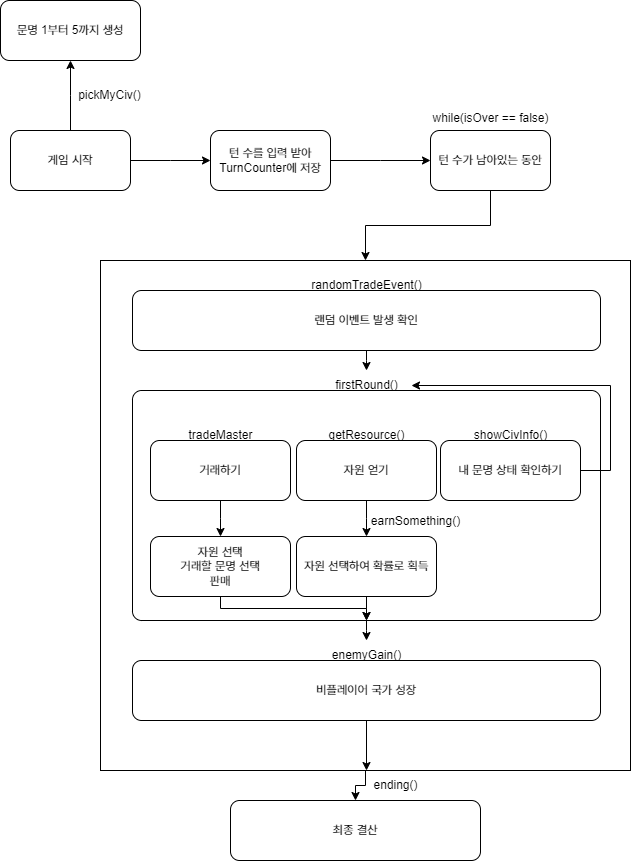 문명 1부터 5까지 생성
pickMyCiv()
while(isOver == false)
게임 시작
턴 수를 입력 받아
TurnCounter에 저장
턴 수가 남아있는 동안
randomTradeEvent()
랜덤 이벤트 발생 확인
firstRound()
tradeMaster
getResource()
showCivInfo()
거래하기
자원 얻기
내 문명 상태 확인하기
earnSomething()
자원 선택
거래할 문명 선택
판매
자원 선택하여 확률로 획득
enemyGain()
비플레이어 국가 성장
ending()
최종 결산